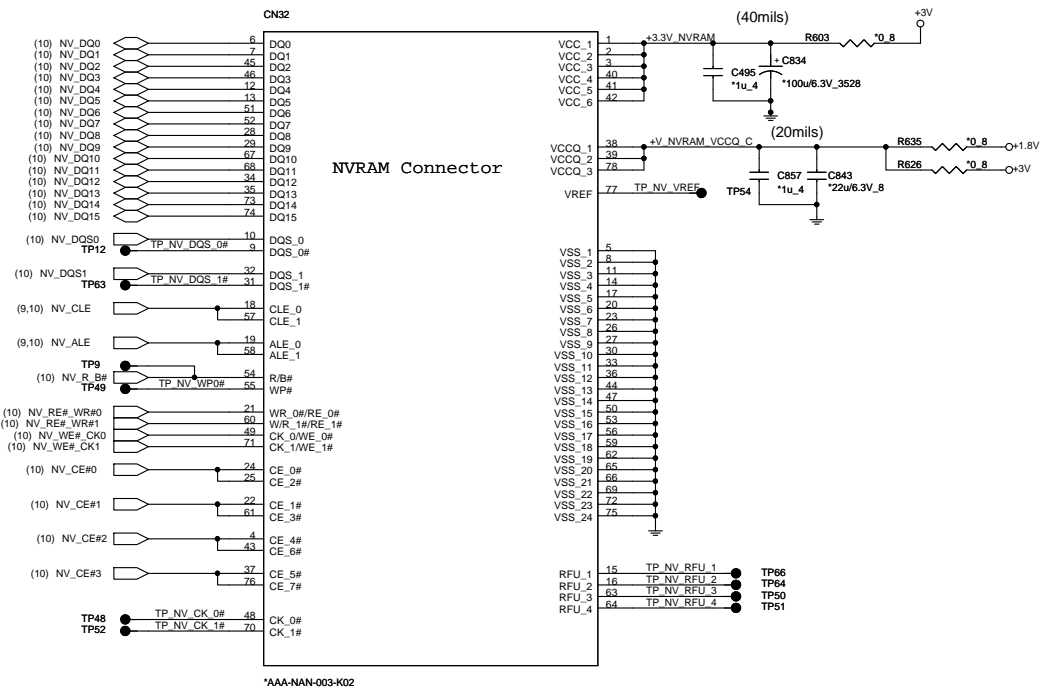 CN32
NVRAM Connector
(10) NV_DQ0 6 DQ0
(10) NV_DQ1 7 DQ1
(10) NV_DQ2 45 DQ2
(10) NV_DQ3 46 DQ3
(10) NV_DQ4 12 DQ4
(10) NV_DQ5 13 DQ5
(10) NV_DQ6 51 DQ6
(10) NV_DQ7 52 DQ7
(10) NV_DQ8 28 DQ8
(10) NV_DQ9 29 DQ9
(10) NV_DQ10 67 DQ10
(10) NV_DQ11 68 DQ11
(10) NV_DQ12 34 DQ12
(10) NV_DQ13 35 DQ13
(10) NV_DQ14 73 DQ14
(10) NV_DQ15 74 DQ15
(10) NV_DQS0 10 DQS_0
TP12 TP_NV_DQS_0# 9 DQS_0#
(10) NV_DQS1 32 DQS_1
TP63 TP_NV_DQS_1# 31 DQS_1#
(9,10) NV_CLE 18 CLE_0
57 CLE_1
(9,10) NV_ALE 19 ALE_0
58 ALE_1
TP9
(10) NV_R_B# 54 R/B#
TP49 TP_NV_WP0# 55 WP#
(10) NV_RE#_WR#0 21 WR_0#/RE_0#
(10) NV_RE#_WR#1 60 W/R_1#/RE_1#
(10) NV_WE#_CK0 49 CK_0/WE_0#
(10) NV_WE#_CK1 71 CK_1/WE_1#
(10) NV_CE#0 24 CE_0#
25 CE_2#
(10) NV_CE#1 22 CE_1#
61 CE_3#
(10) NV_CE#2 4 CE_4#
43 CE_6#
(10) NV_CE#3 37 CE_5#
76 CE_7#
TP48 TP_NV_CK_0# 48 CK_0#
TP52 TP_NV_CK_1# 70 CK_1#
*AAA-NAN-003-K02
VCC_1 1 +3.3V_NVRAM
VCC_2 2
VCC_3 3
VCC_4 40
VCC_5 41
VCC_6 42
(40mils)
R603 *0_8
+3V
C495
*1u_4
+ C834
*100u/6.3V_3528
VCCQ_1 38 +V_NVRAM_VCCQ_C
VCCQ_2 39
VCCQ_3 78
(20mils)
R635 *0_8 +1.8V
R626 *0_8 +3V
C857
*1u_4
C843
*22u/6.3V_8
VREF 77 TP_NV_VREF TP54
VSS_1 5
VSS_2 8
VSS_3 11
VSS_4 14
VSS_5 17
VSS_6 20
VSS_7 23
VSS_8 26
VSS_9 27
VSS_10 30
VSS_11 33
VSS_12 36
VSS_13 44
VSS_14 47
VSS_15 50
VSS_16 53
VSS_17 56
VSS_18 59
VSS_19 62
VSS_20 65
VSS_21 66
VSS_22 69
VSS_23 72
VSS_24 75
RFU_1 15 TP_NV_RFU_1 TP66
RFU_2 16 TP_NV_RFU_2 TP64
RFU_3 63 TP_NV_RFU_3 TP50
RFU_4 64 TP_NV_RFU_4 TP51